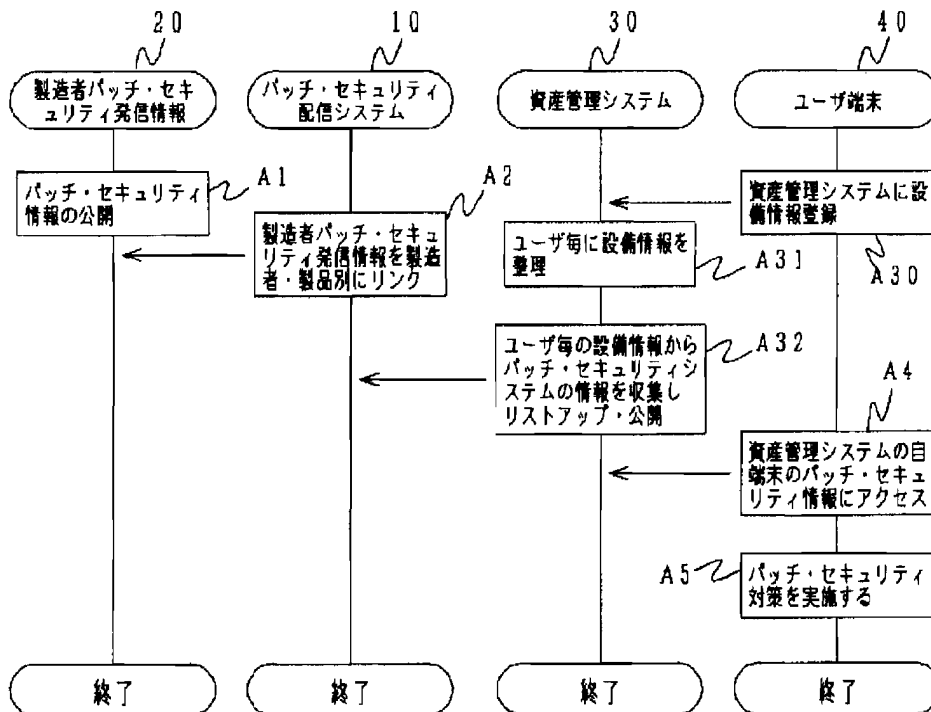 20
10
30
40
製造者パッチ・セキ
ュリティ発信情報
パッチ・セキュリティ
配信システム
資産管理システム
ユーザ端末
パッチ・セキュリティ
情報の公開
A1
製造者パッチ・セキュ
リティ発信情報を製造
者・製品別にリンク
A2
資産管理システムに設
備情報登録
A30
ユーザ毎に設備情報を
整理
A31
ユーザ毎の設備情報から
パッチ・セキュリティシ
ステムの情報を収集し
リストアップ・公開
A32
A4
資産管理システムの自
端末のパッチ・セキュ
リティ情報にアクセス
A5
パッチ・セキュリティ
対策を実施する
終了
終了
終了
終了